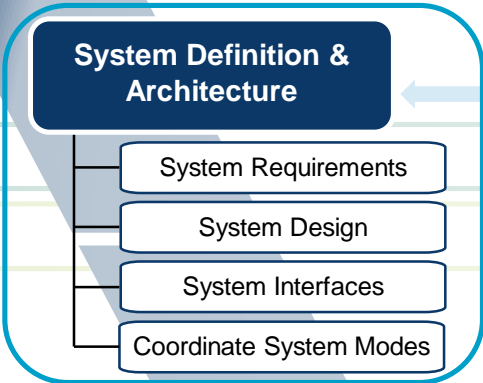 System Definition &
Architecture
System Requirements
System Design
System Interfaces
Coordinate System Modes